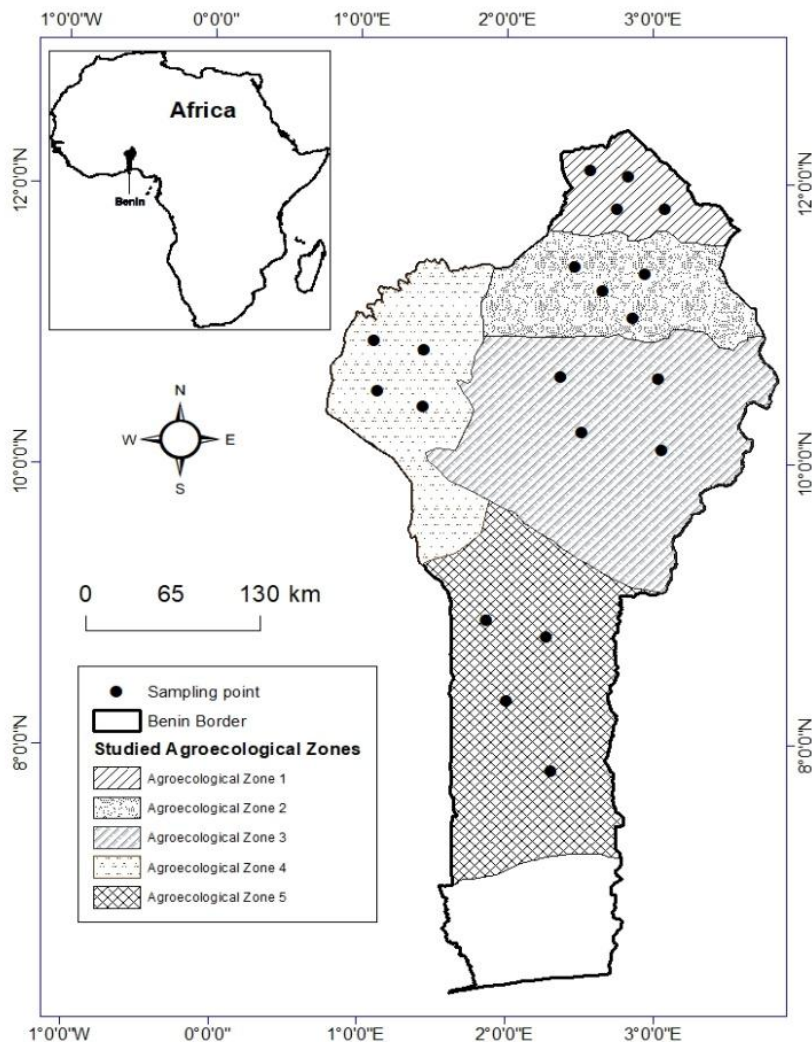 1°0'0"W 0°0'0" 1°0'0"E 2°0'0"E 3°0'0"E
Africa
Benin
12°0'0"N 12°0'0"N
N
W E
S
10°0'0"N 10°0'0"N
0 65 130 km
8°0'0"N 8°0'0"N
Sampling point
Benin Border
Studied Agroecological Zones
Agroecological Zone 1
Agroecological Zone 2
Agroecological Zone 3
Agroecological Zone 4
Agroecological Zone 5
1°0'0"W 0°0'0" 1°0'0"E 2°0'0"E 3°0'0"E